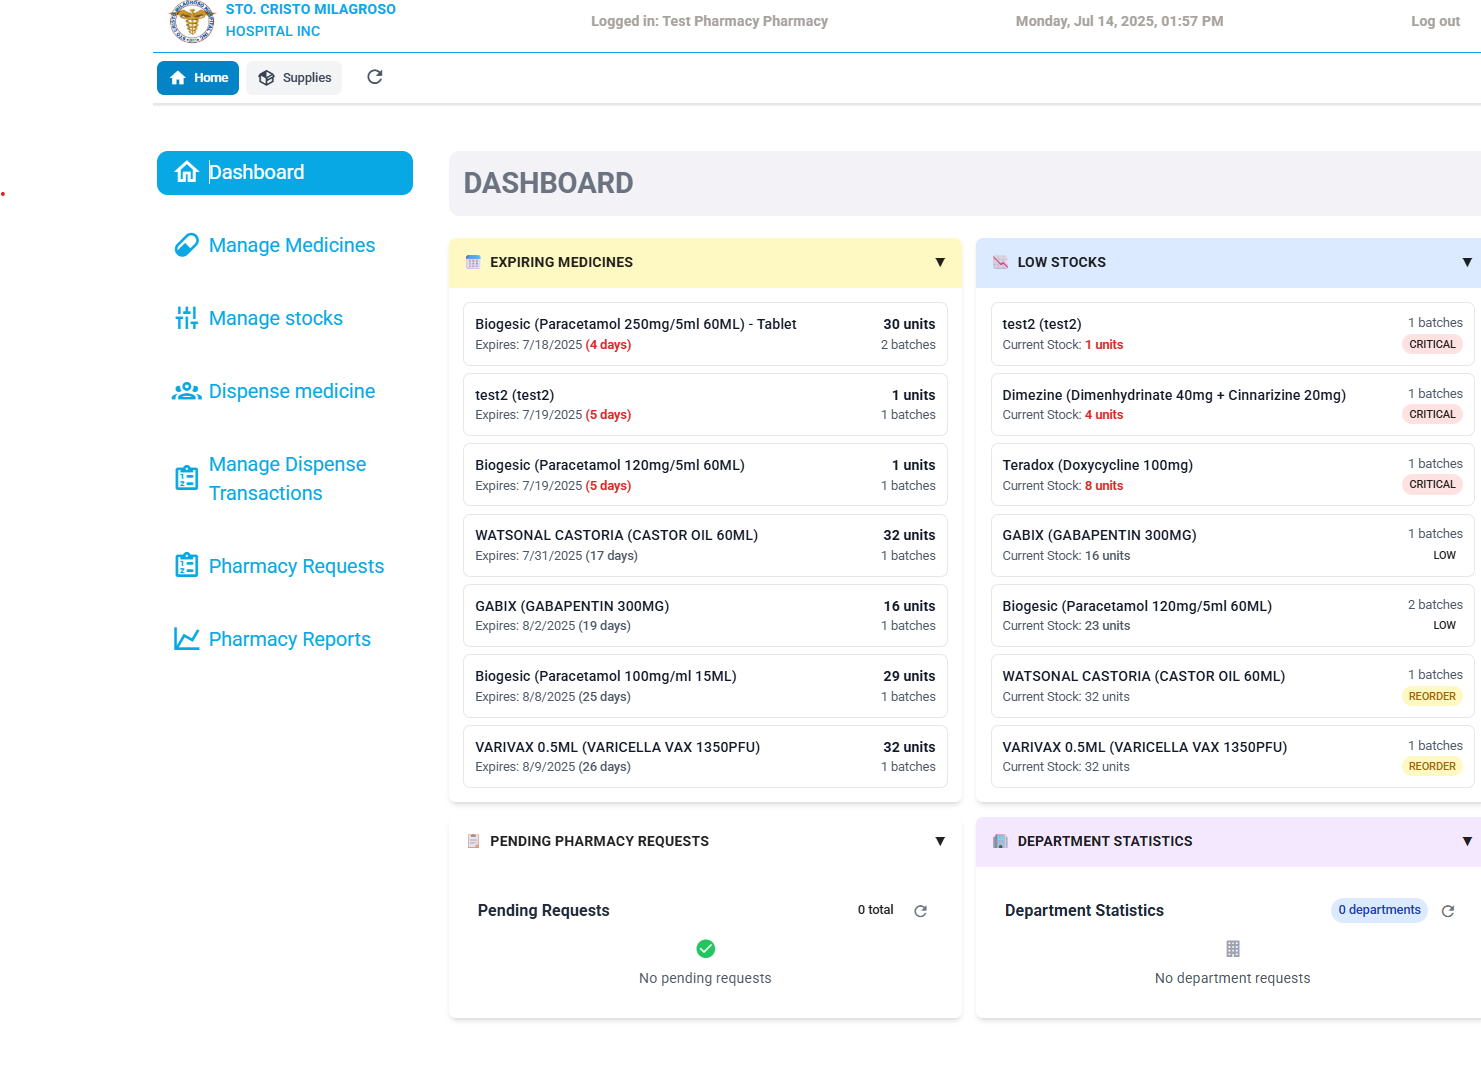 STO. CRISTO MILAGROSO
HOSPITAL INC
Logged in: Test Pharmacy Pharmacy
Monday, Jul 14, 2025, 01:57 PM
Log out
Home
Supplies
Dashboard
Manage Medicines
Manage stocks
Dispense medicine
Manage Dispense
Transactions
Pharmacy Requests
Pharmacy Reports
DASHBOARD
EXPIRING MEDICINES
Biogesic (Paracetamol 250mg/5ml 60ML) - Tablet
30 units
Expires: 7/18/2025 (4 days)
2 batches
test2 (test2)
1 units
Expires: 7/19/2025 (5 days)
1 batches
Biogesic (Paracetamol 120mg/5ml 60ML)
1 units
Expires: 7/19/2025 (5 days)
1 batches
WATSONAL CASTORIA (CASTOR OIL 60ML)
32 units
Expires: 7/31/2025 (17 days)
1 batches
GABIX (GABAPENTIN 300MG)
16 units
Expires: 8/2/2025 (19 days)
1 batches
Biogesic (Paracetamol 100mg/ml 15ML)
29 units
Expires: 8/8/2025 (25 days)
1 batches
VARIVAX 0.5ML (VARICELLA VAX 1350PFU)
32 units
Expires: 8/9/2025 (26 days)
1 batches
LOW STOCKS
test2 (test2)
1 batches
Current Stock: 1 units
CRITICAL
Dimezine (Dimenhydrinate 40mg + Cinnarizine 20mg)
1 batches
Current Stock: 4 units
CRITICAL
Teradox (Doxycycline 100mg)
1 batches
Current Stock: 8 units
CRITICAL
GABIX (GABAPENTIN 300MG)
1 batches
Current Stock: 16 units
LOW
Biogesic (Paracetamol 120mg/5ml 60ML)
2 batches
Current Stock: 23 units
LOW
WATSONAL CASTORIA (CASTOR OIL 60ML)
1 batches
Current Stock: 32 units
REORDER
VARIVAX 0.5ML (VARICELLA VAX 1350PFU)
1 batches
Current Stock: 32 units
REORDER
PENDING PHARMACY REQUESTS
Pending Requests
0 total
No pending requests
DEPARTMENT STATISTICS
Department Statistics
0 departments
No department requests